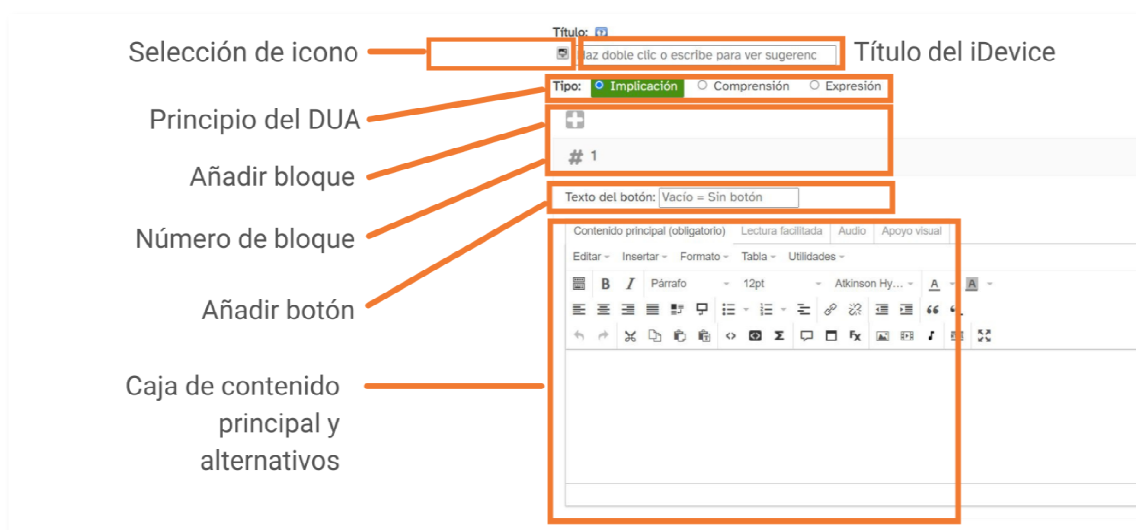 Título:
Selección de icono
Haz doble clic o escribe para ver sugerenc
Título del iDevice
Tipo: Implicación Comprensión Expresión
Principio del DUA
Añadir bloque
# 1
Número de bloque
Texto del botón: Vacío = Sin botón
Añadir botón
Contenido principal (obligatorio) Lectura facilitada Audio Apoyo visual
Editar Insertar Formato Tabla Utilidades
B I Párrafo 12pt Atkinson Hy... A A
Caja de contenido
principal y
alternativos